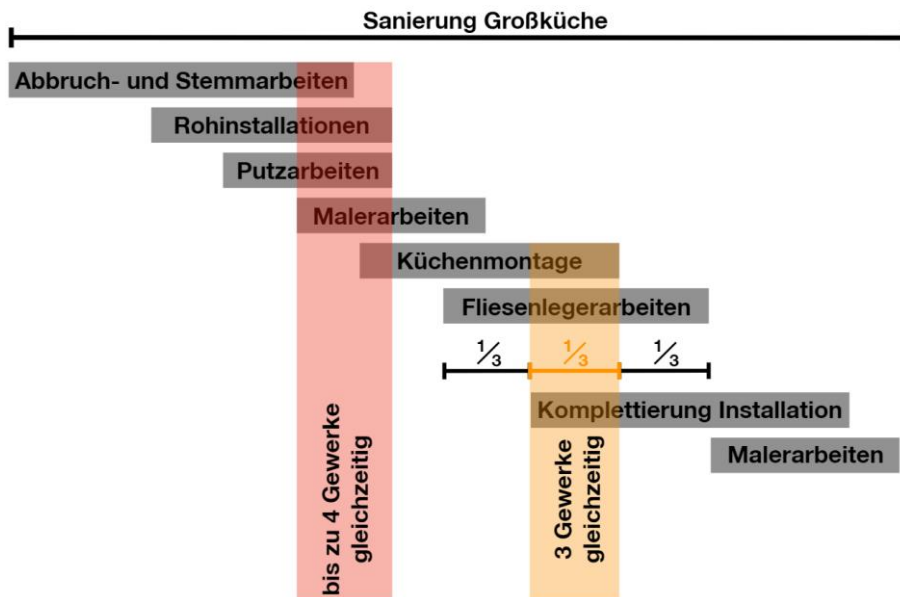 Sanierung Großküche
Abbruch- und Stemmarbeiten
Rohinstallationen
Putzarbeiten
Malerarbeiten
Küchenmontage
Fliesenlegerarbeiten
1/3
1/3
1/3
Komplettierung Installation
Malerarbeiten
bis zu 4 Gewerke
gleichzeitig
3 Gewerke
gleichzeitig